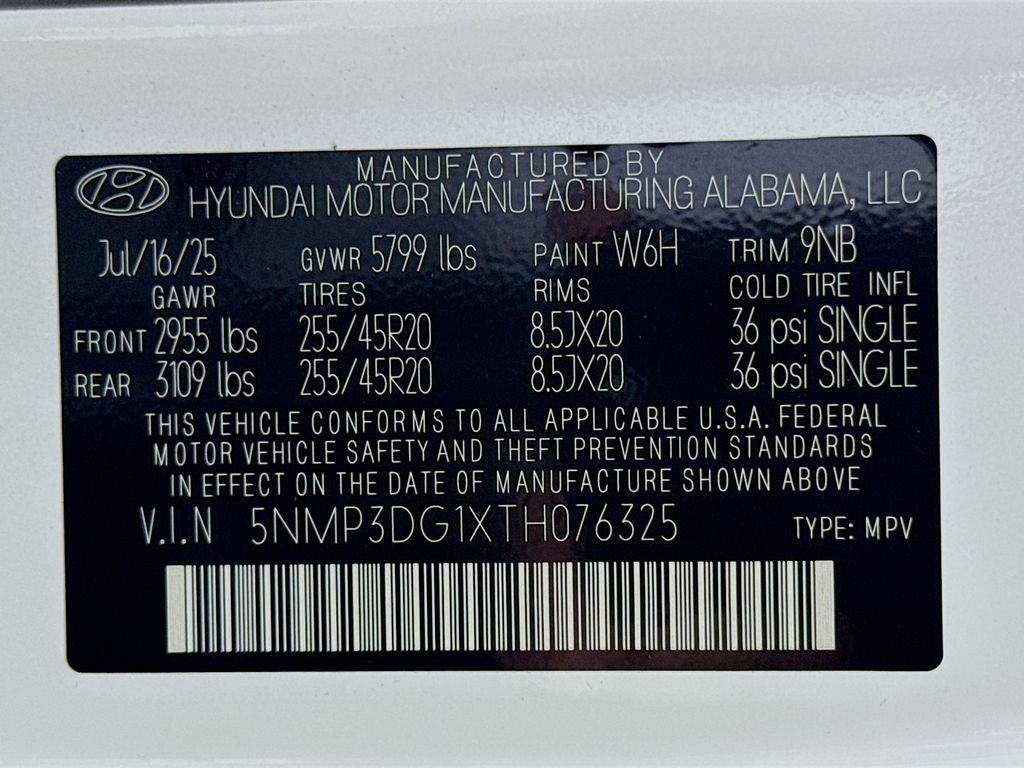 MANUFACTURED BY
HYUNDAI MOTOR MANUFACTURING ALABAMA, LLC
Jul/16/25 GVWR 5799 lbs PAINT W6H TRIM 9NB
GAWR TIRES RIMS COLD TIRE INFL
FRONT 2955 lbs 255/45R20 8.5JX20 36 psi SINGLE
REAR 3109 lbs 255/45R20 8.5JX20 36 psi SINGLE
THIS VEHICLE CONFORMS TO ALL APPLICABLE U.S.A. FEDERAL
MOTOR VEHICLE SAFETY AND THEFT PREVENTION STANDARDS
IN EFFECT ON THE DATE OF MANUFACTURE SHOWN ABOVE
V.I.N 5NMP3DG1XTH076325 TYPE: MPV